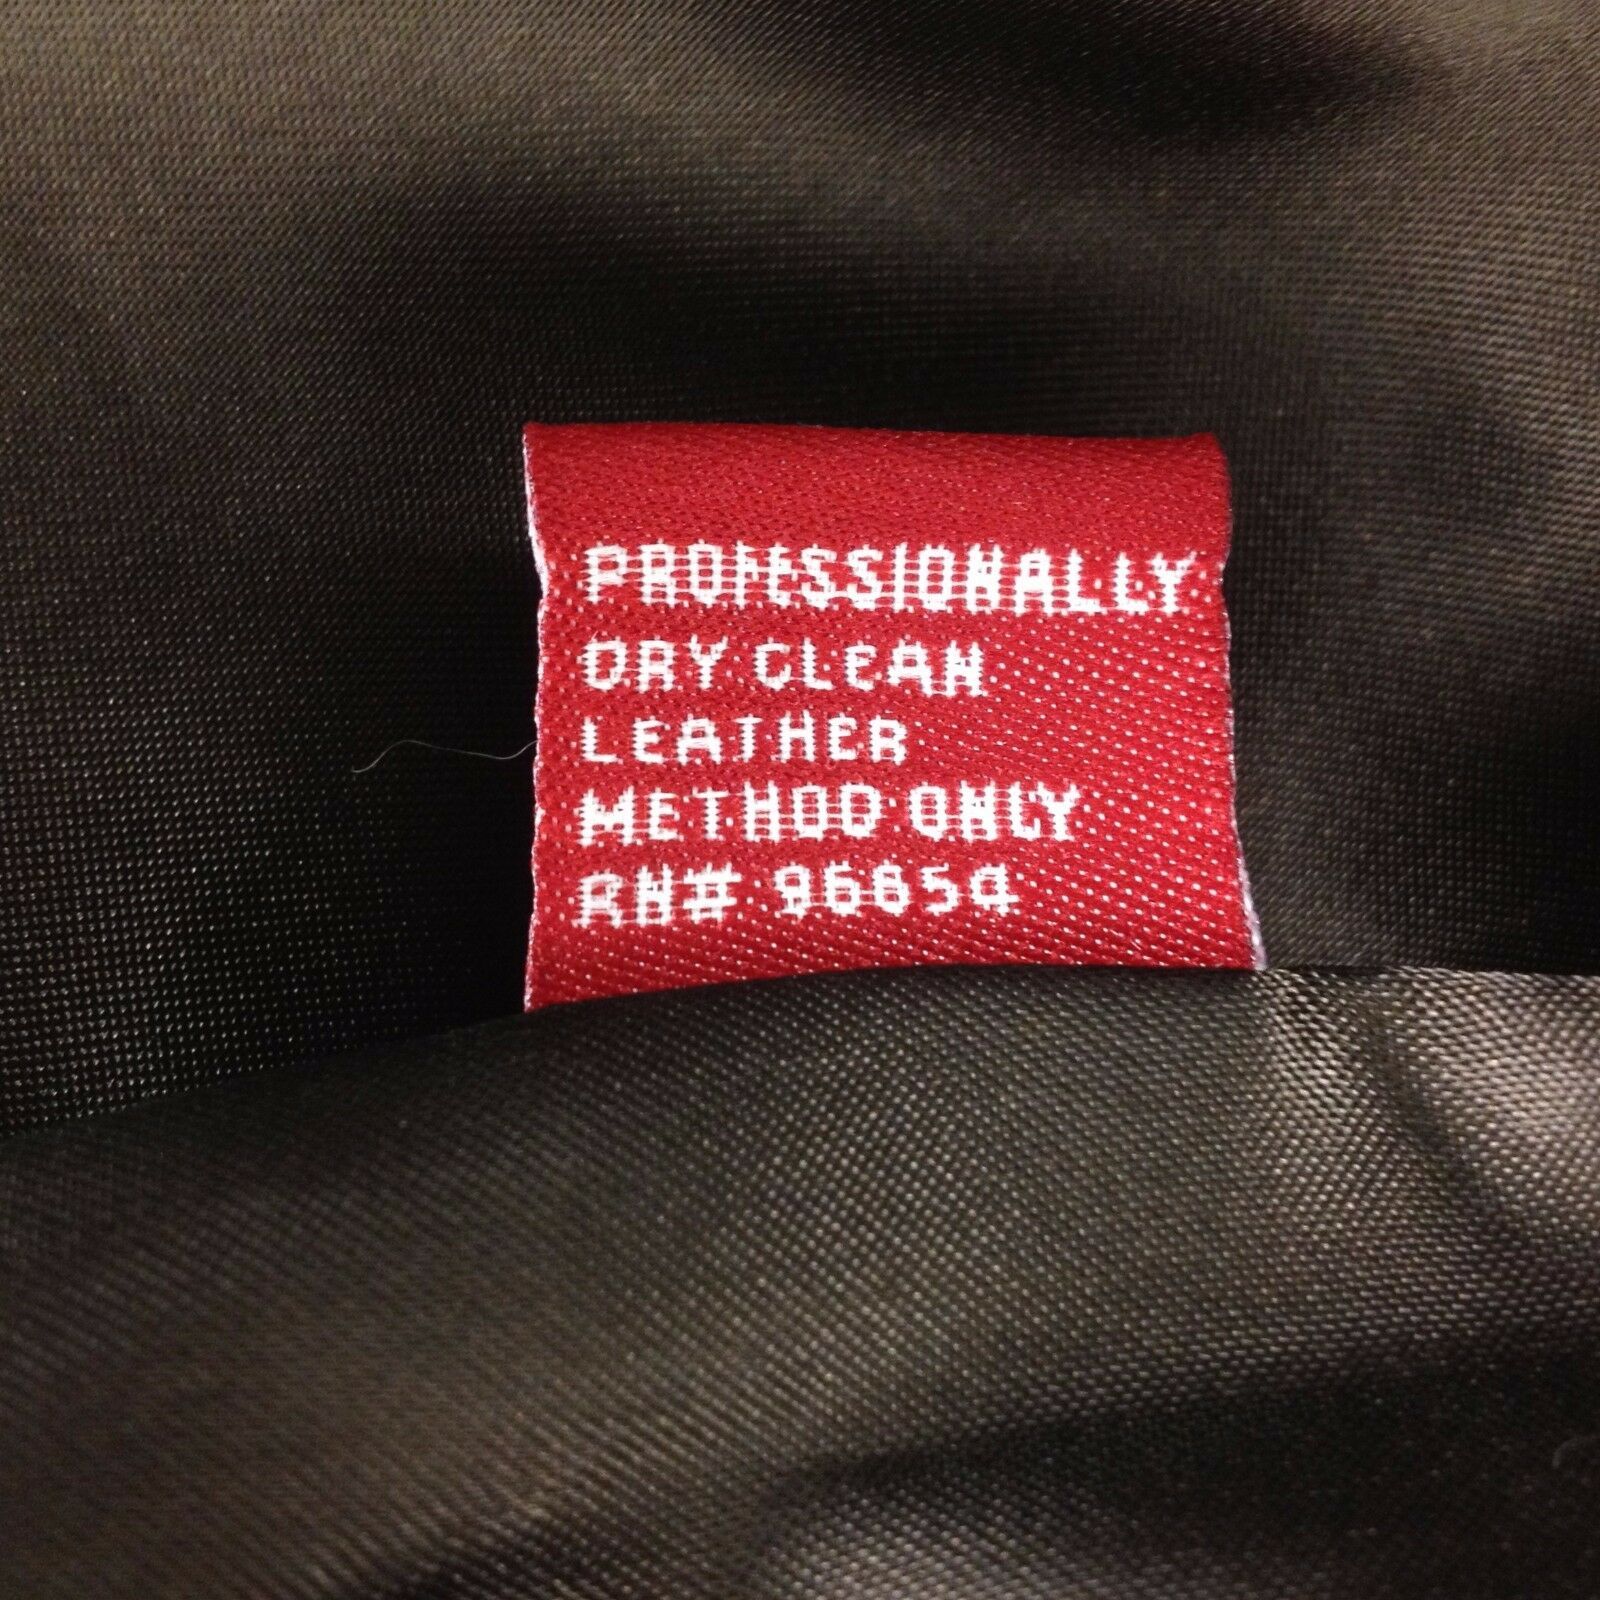 PROFESSIONALLY
DRY CLEAN
LEATHER
METHOD ONLY
RN# 96854